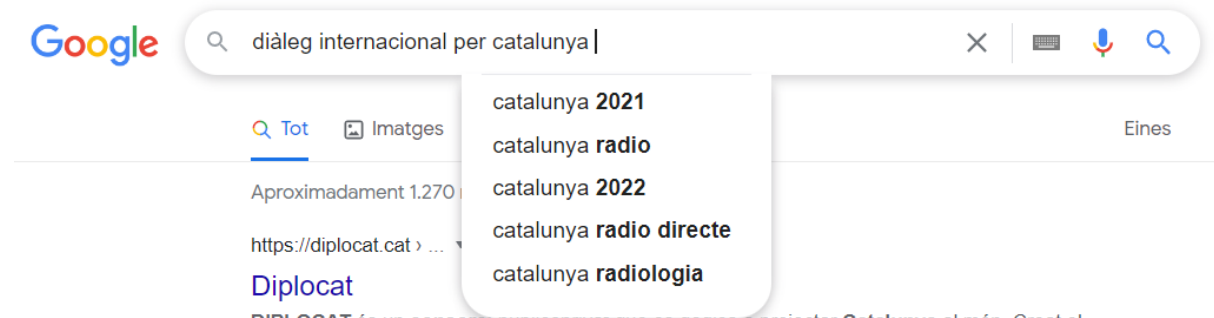 Google diàleg internacional per catalunya
catalunya 2021
catalunya radio
catalunya 2022
catalunya radio directe
catalunya radiologia
Tot Imatges Eines
Aproximadament 1.270
https://diplocat.cat › ...
Diplocat